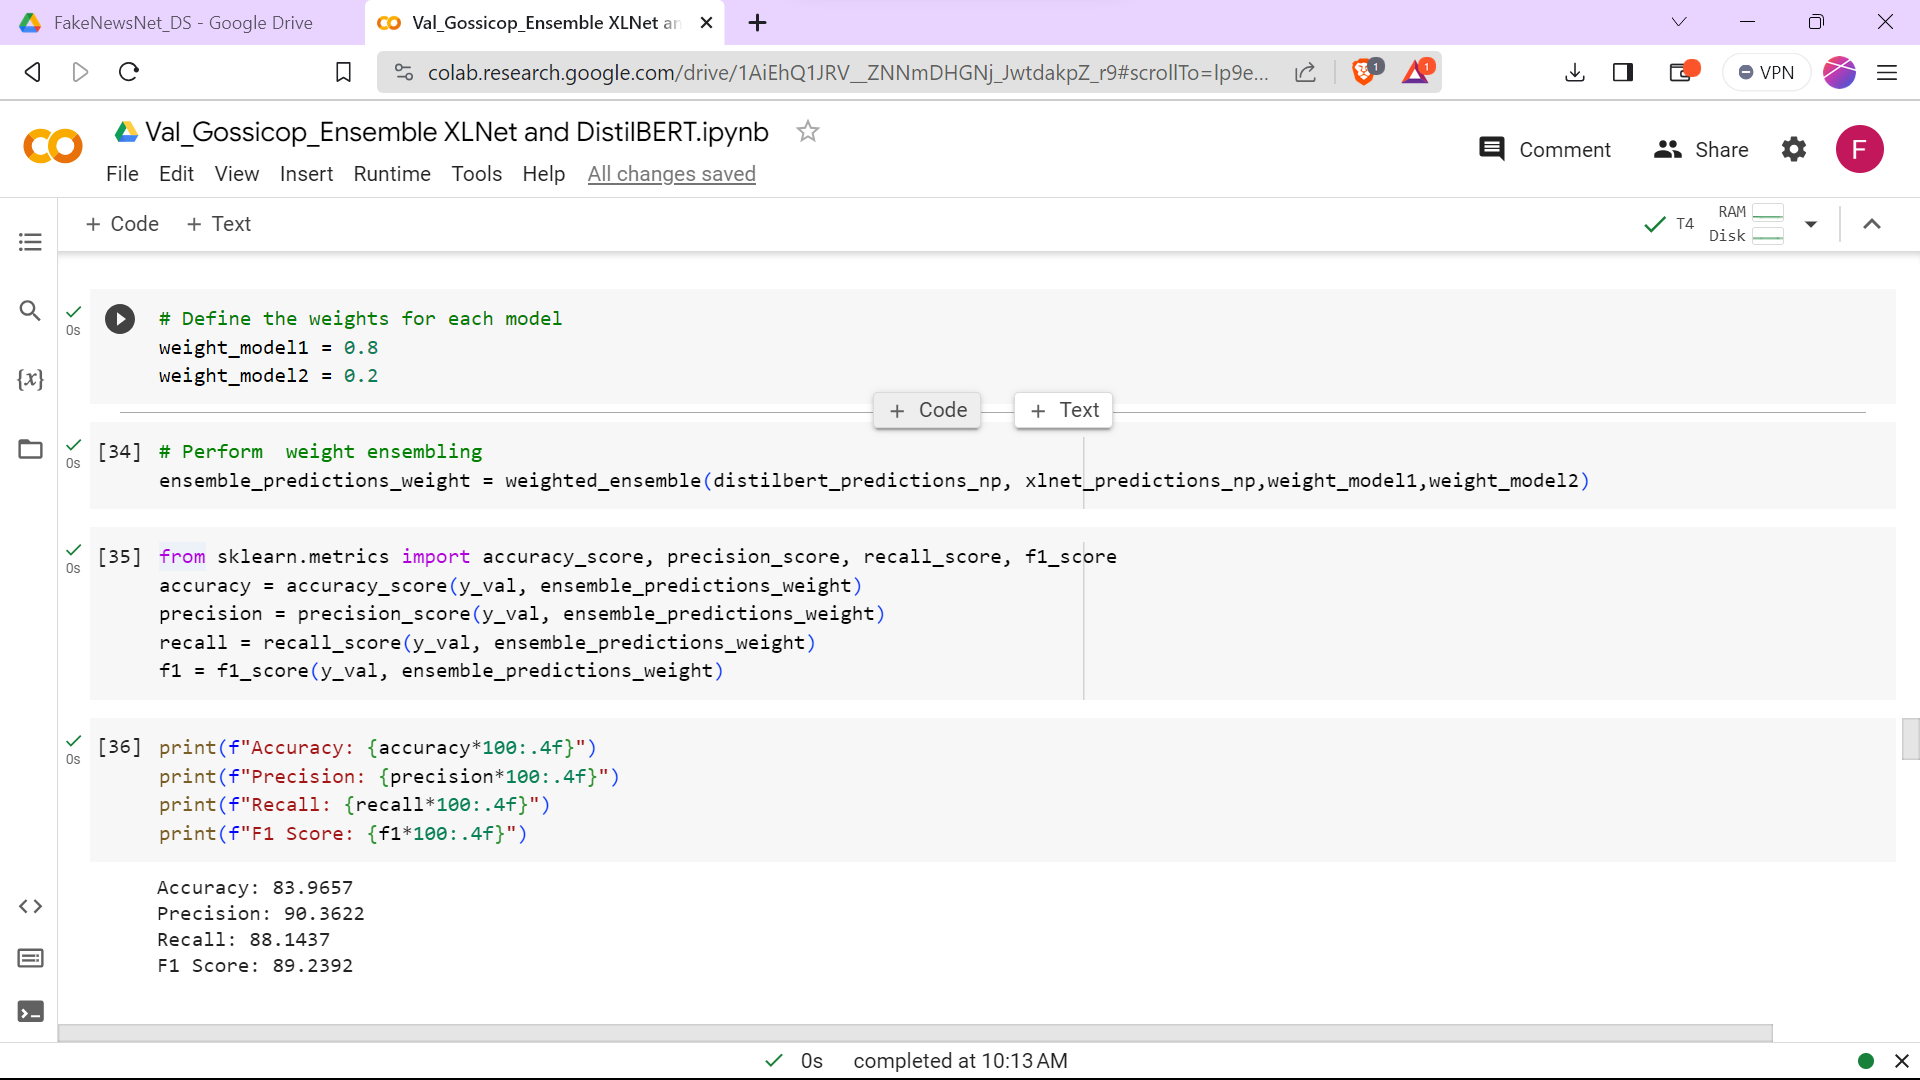 FakeNewsNet_DS - Google Drive
Val_Gossicop_Ensemble XLNet an
colab.research.google.com/drive/1AiEhQ1JRV__ZNNmDHGNj_JwtdakpZ_r9#scrollTo=lp9e...
1
1
VPN
Val_Gossicop_Ensemble XLNet and DistilBERT.ipynb
Comment
Share
F
File Edit View Insert Runtime Tools Help All changes saved
+ Code + Text
T4
RAM
Disk
{x}
0s
# Define the weights for each model
weight_model1 = 0.8
weight_model2 = 0.2
+ Code + Text
0s
[34] # Perform  weight ensembling
ensemble_predictions_weight = weighted_ensemble(distilbert_predictions_np, xlnet_predictions_np,weight_model1,weight_model2)
0s
[35] from sklearn.metrics import accuracy_score, precision_score, recall_score, f1_score
accuracy = accuracy_score(y_val, ensemble_predictions_weight)
precision = precision_score(y_val, ensemble_predictions_weight)
recall = recall_score(y_val, ensemble_predictions_weight)
f1 = f1_score(y_val, ensemble_predictions_weight)
0s
[36] print(f"Accuracy: {accuracy*100:.4f}")
print(f"Precision: {precision*100:.4f}")
print(f"Recall: {recall*100:.4f}")
print(f"F1 Score: {f1*100:.4f}")
Accuracy: 83.9657
Precision: 90.3622
Recall: 88.1437
F1 Score: 89.2392
0s completed at 10:13 AM